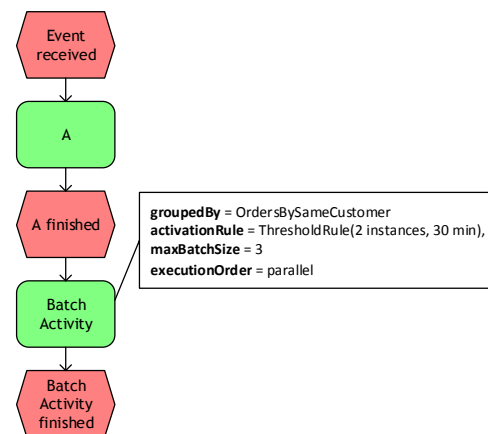 Event
received
A
A finished
groupedBy = OrdersBySameCustomer
activationRule = ThresholdRule(2 instances, 30 min),
maxBatchSize = 3
executionOrder = parallel
Batch
Activity
Batch
Activity
finished